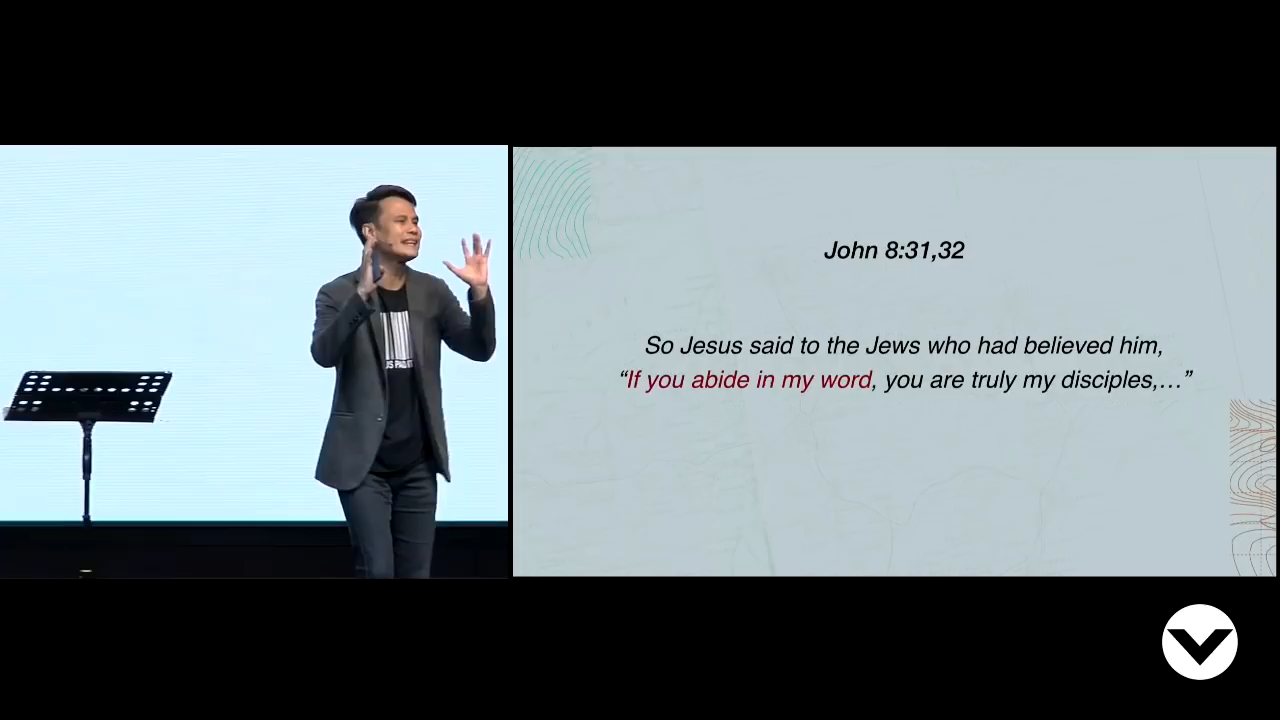 John 8:31,32
So Jesus said to the Jews who had believed him,
“If you abide in my word, you are truly my disciples,…”